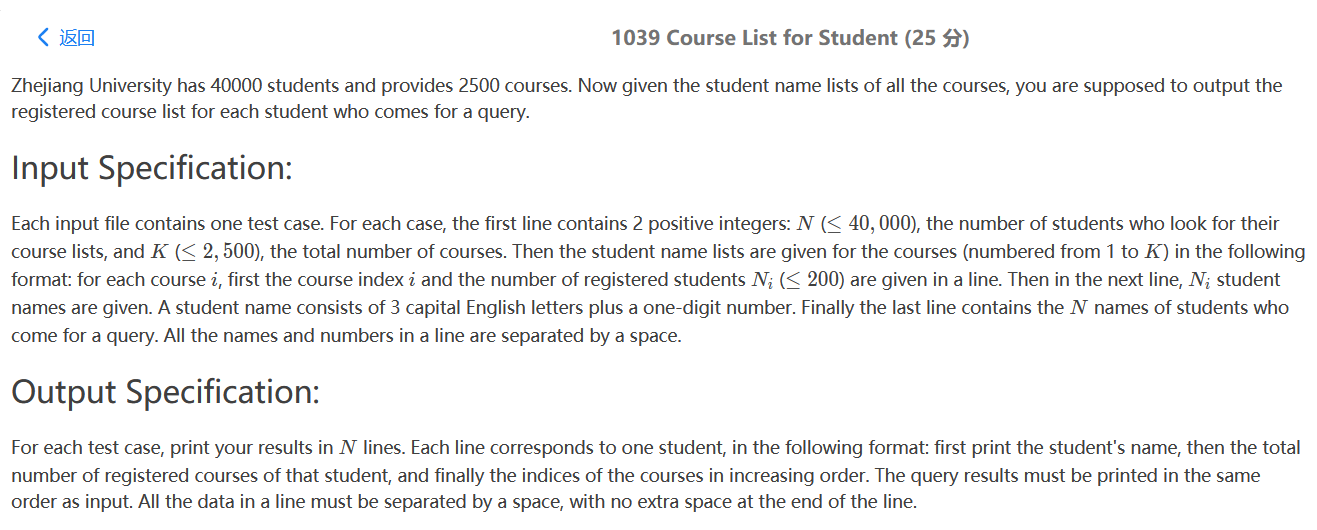 返回
1039 Course List for Student (25 分)
Zhejiang University has 40000 students and provides 2500 courses. Now given the student name lists of all the courses, you are supposed to output the
registered course list for each student who comes for a query.
Input Specification:
Each input file contains one test case. For each case, the first line contains 2 positive integers: N (≤ 40,000), the number of students who look for their
course lists, and K (≤ 2,500), the total number of courses. Then the student name lists are given for the courses (numbered from 1 to K) in the following
format: for each course i, first the course index i and the number of registered students Nᵢ (≤ 200) are given in a line. Then in the next line, Nᵢ student
names are given. A student name consists of 3 capital English letters plus a one-digit number. Finally the last line contains the N names of students who
come for a query. All the names and numbers in a line are separated by a space.
Output Specification:
For each test case, print your results in N lines. Each line corresponds to one student, in the following format: first print the student's name, then the total
number of registered courses of that student, and finally the indices of the courses in increasing order. The query results must be printed in the same
order as input. All the data in a line must be separated by a space, with no extra space at the end of the line.